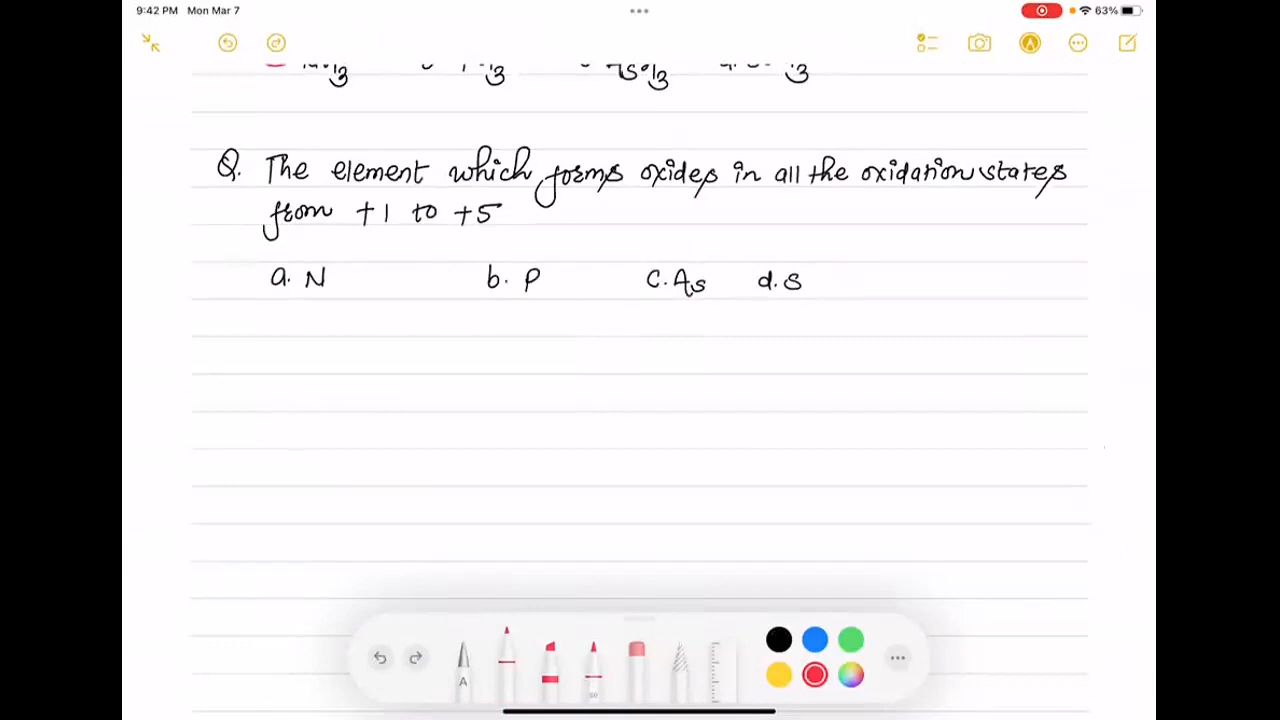 9:42 PM Mon Mar 7
63%
Q. The element which forms oxides in all the oxidation states
from +1 to +5
a. N b. P c. As d. S
A
50